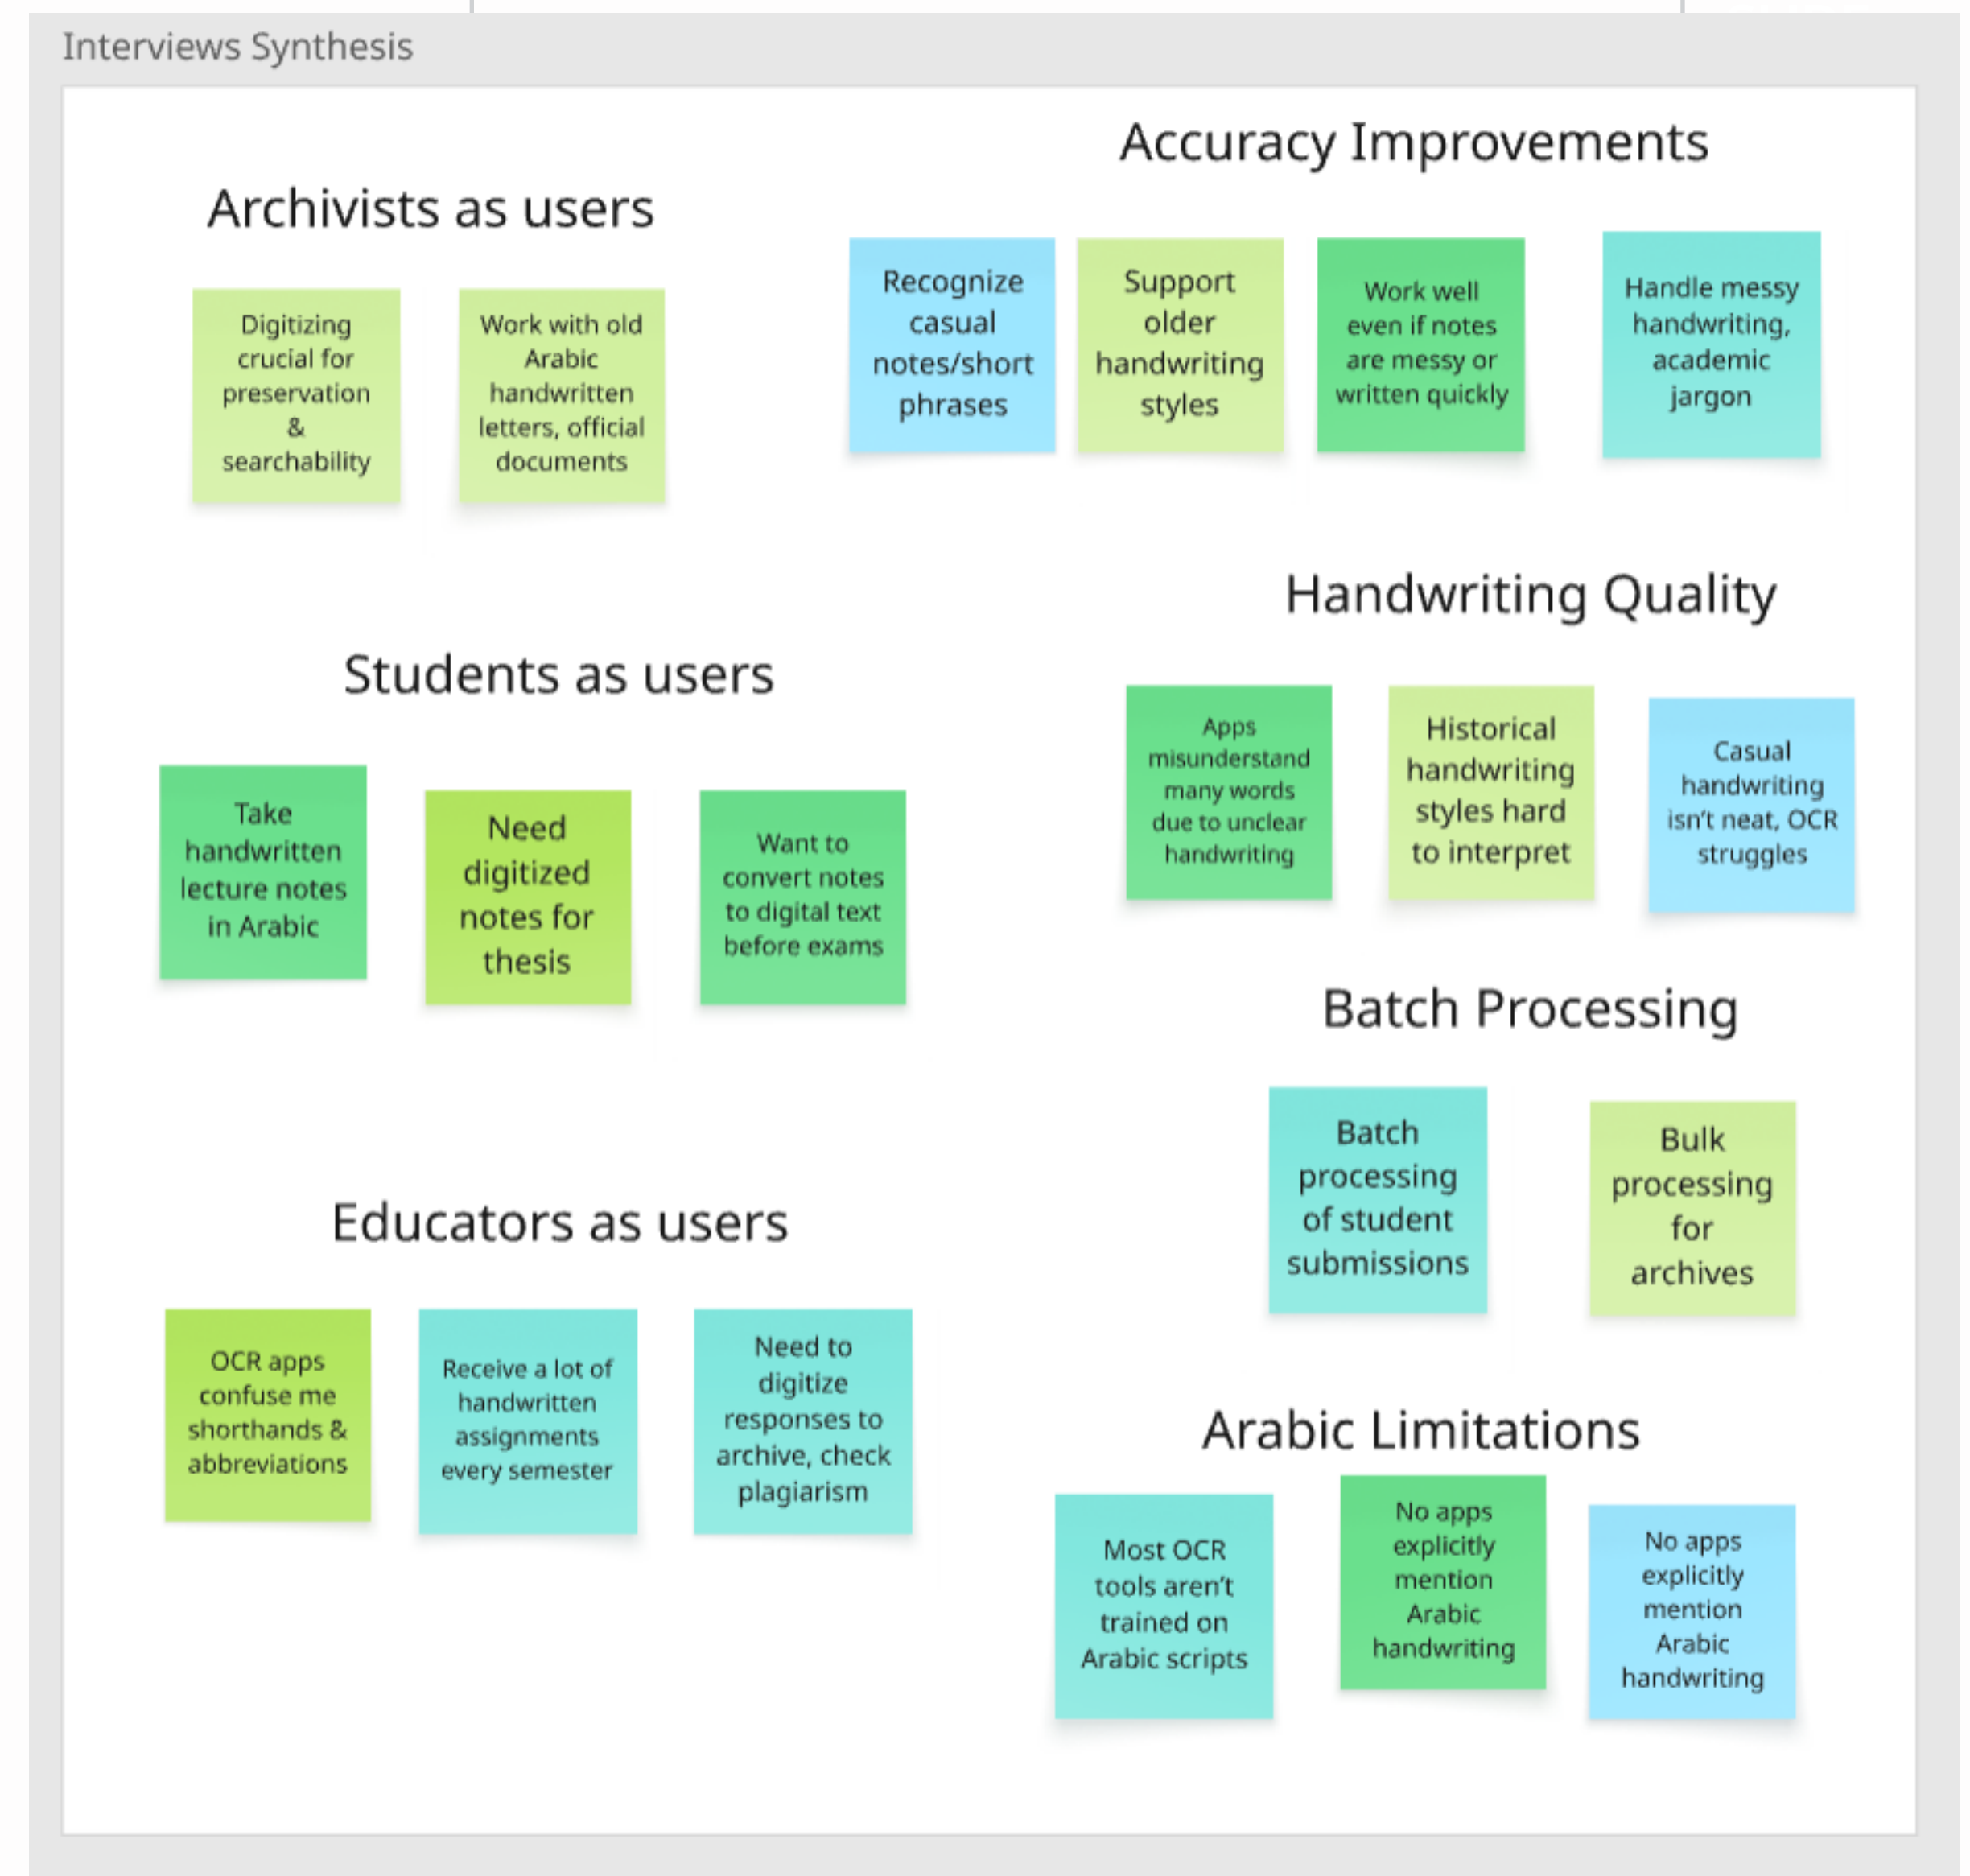 Interviews Synthesis
Archivists as users
Digitizing
crucial for
preservation
&
searchability
Work with old
Arabic
handwritten
letters, official
documents
Accuracy Improvements
Recognize
casual
notes/short
phrases
Support
older
handwriting
styles
Work well
even if notes
are messy or
written quickly
Handle messy
handwriting,
academic
jargon
Students as users
Take
handwritten
lecture notes
in Arabic
Need
digitized
notes for
thesis
Want to
convert notes
to digital text
before exams
Handwriting Quality
Apps
misunderstand
many words
due to unclear
handwriting
Historical
handwriting
styles hard
to interpret
Casual
handwriting
isn't neat, OCR
struggles
Batch Processing
Batch
processing
of student
submissions
Bulk
processing
for
archives
Educators as users
OCR apps
confuse me
shorthands &
abbreviations
Receive a lot of
handwritten
assignments
every semester
Need to
digitize
responses to
archive, check
plagiarism
Arabic Limitations
Most OCR
tools aren't
trained on
Arabic scripts
No apps
explicitly
mention
Arabic
handwriting
No apps
explicitly
mention
Arabic
handwriting